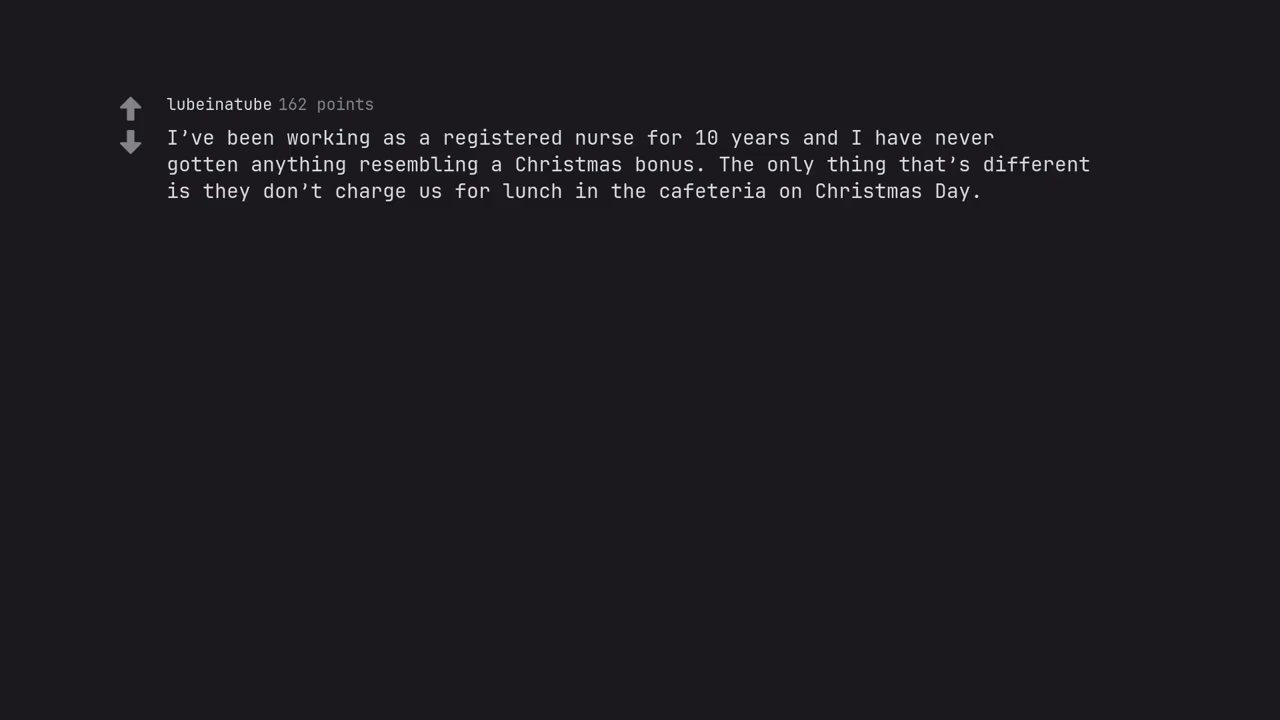 lubeinatube 162 points
I’ve been working as a registered nurse for 10 years and I have never
gotten anything resembling a Christmas bonus. The only thing that’s different
is they don’t charge us for lunch in the cafeteria on Christmas Day.